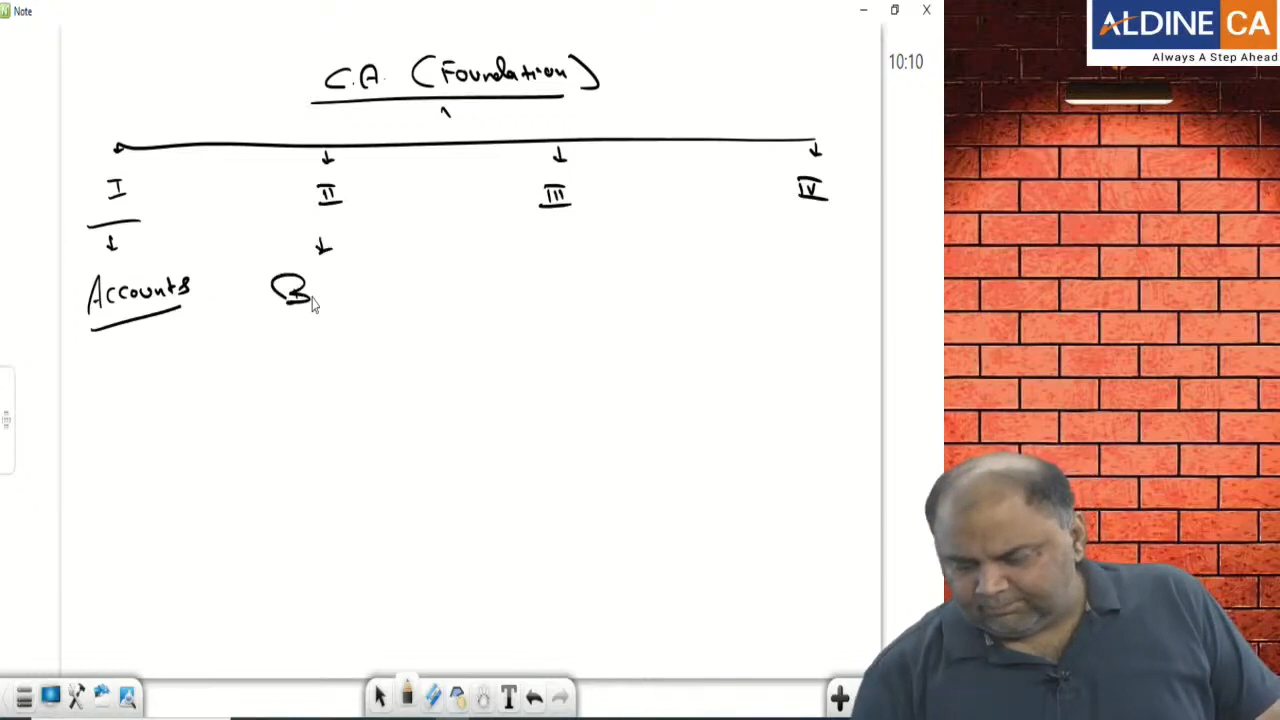 Note
ALDINE CA
Always A Step Ahead
10:10
C.A. (Foundation)
I II III IV
Accounts B